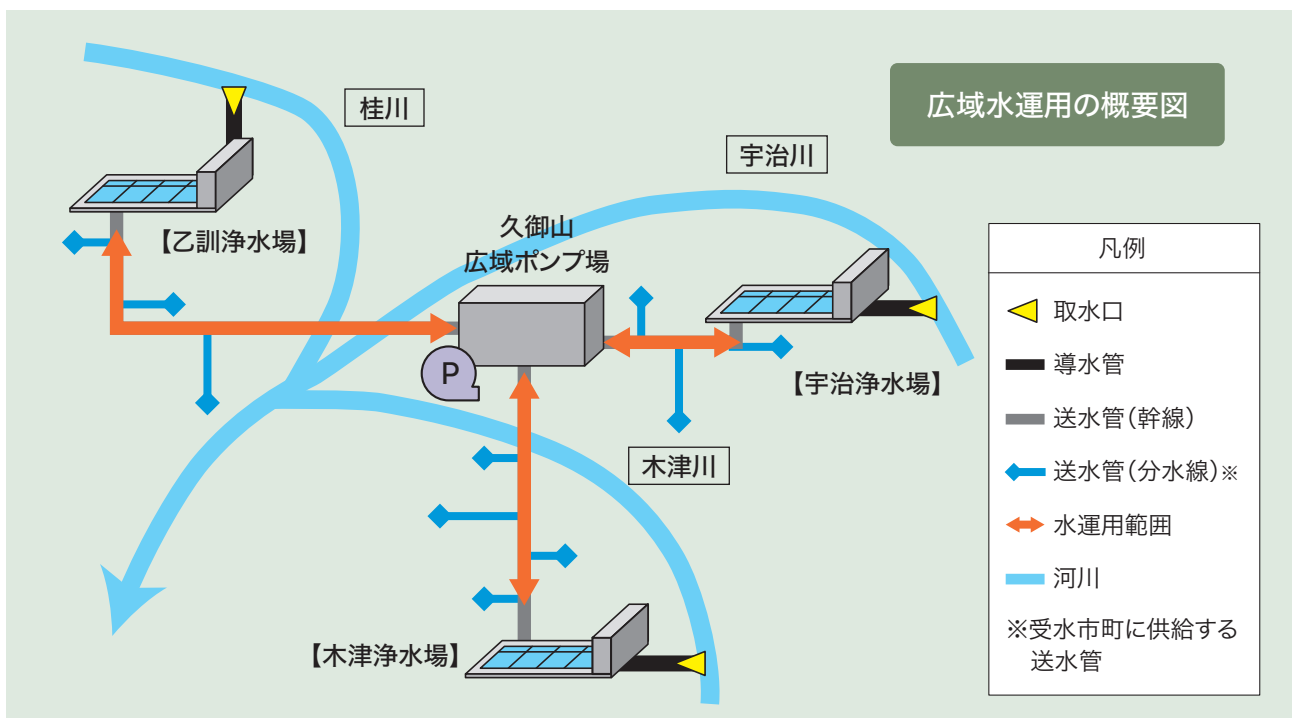 広域水運用の概要図
桂川
宇治川
久御山
広域ポンプ場
【乙訓浄水場】
P
【宇治浄水場】
木津川
【木津浄水場】
凡例
取水口
導水管
送水管(幹線)
送水管(分水線)※
水運用範囲
河川
※受水市町に供給する
送水管